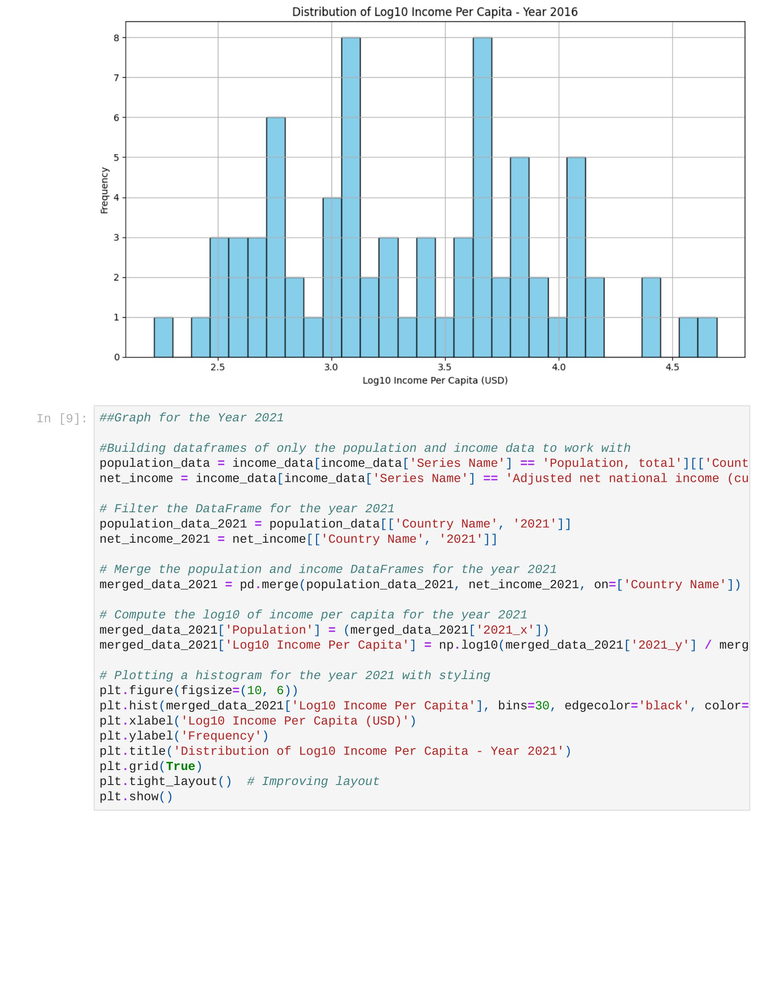 Distribution of Log10 Income Per Capita - Year 2016
8
7
6
5
4
3
2
1
0
Frequency
2.5 3.0 3.5 4.0 4.5
Log10 Income Per Capita (USD)
In [9]:
##Graph for the Year 2021
#Building dataframes of only the population and income data to work with
population_data = income_data[income_data['Series Name'] == 'Population, total'][['Count
net_income = income_data[income_data['Series Name'] == 'Adjusted net national income (cu
# Filter the DataFrame for the year 2021
population_data_2021 = population_data[['Country Name', '2021']]
net_income_2021 = net_income[['Country Name', '2021']]
# Merge the population and income DataFrames for the year 2021
merged_data_2021 = pd.merge(population_data_2021, net_income_2021, on=['Country Name'])
# Compute the log10 of income per capita for the year 2021
merged_data_2021['Population'] = (merged_data_2021['2021_x'])
merged_data_2021['Log10 Income Per Capita'] = np.log10(merged_data_2021['2021_y'] / merg
# Plotting a histogram for the year 2021 with styling
plt.figure(figsize=(10, 6))
plt.hist(merged_data_2021['Log10 Income Per Capita'], bins=30, edgecolor='black', color=
plt.xlabel('Log10 Income Per Capita (USD)')
plt.ylabel('Frequency')
plt.title('Distribution of Log10 Income Per Capita - Year 2021')
plt.grid(True)
plt.tight_layout()  # Improving layout
plt.show()